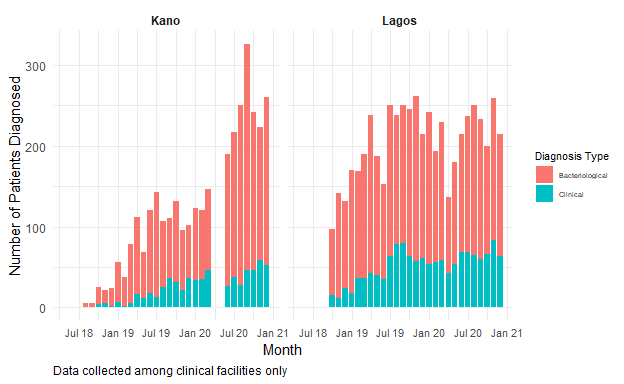 Kano
Lagos
Number of Patients Diagnosed
300
200
100
0
Jul 18 Jan 19 Jul 19 Jan 20 Jul 20 Jan 21
Jul 18 Jan 19 Jul 19 Jan 20 Jul 20 Jan 21
Month
Diagnosis Type
Bacteriological
Clinical
Data collected among clinical facilities only